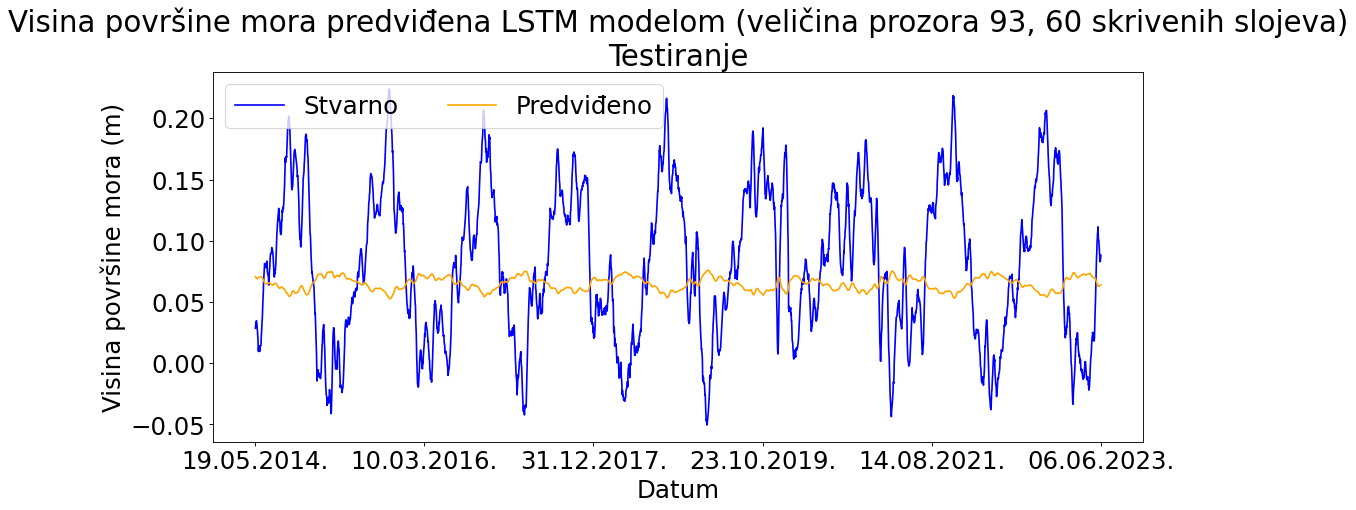 Visina površine mora predviđena LSTM modelom (veličina prozora 93, 60 skrivenih slojeva)
Testiranje
Stvarno
Predviđeno
Visina površine mora (m)
0.20
0.15
0.10
0.05
0.00
−0.05
19.05.2014.
10.03.2016.
31.12.2017.
23.10.2019.
14.08.2021.
06.06.2023.
Datum